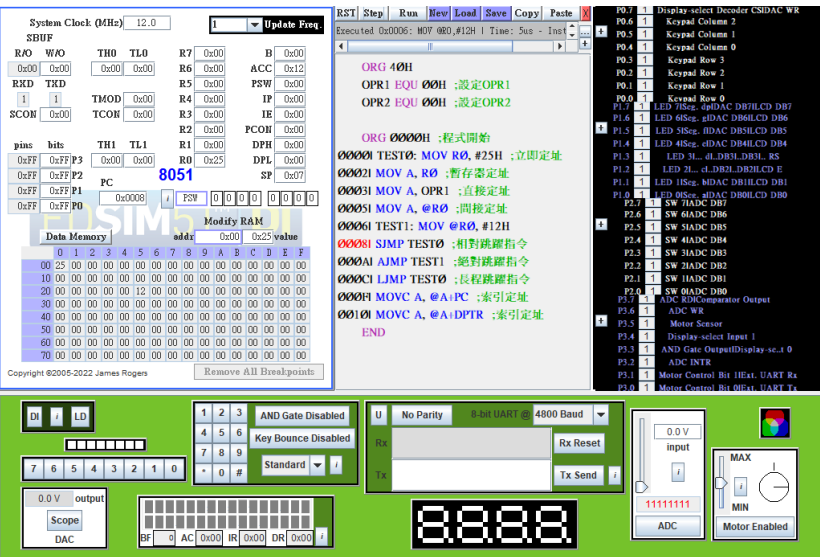 System Clock (MHz) 12.0 1 Update Freq.
SBUF
R/O W/O TH0 TL0 R7 0x00 B 0x00
0x00 0x00 0x00 0x00 R6 0x00 ACC 0x12
RXD TXD R5 0x00 PSW 0x00
1 1 TMOD 0x00 R4 0x00 IP 0x00
SCON 0x00 TCON 0x00 R3 0x00 IE 0x00
R2 0x00 PCON 0x00
pins bits TH1 TL1 R1 0x00 DPH 0x00
0xFF 0xFF P3 0x00 0x00 R0 0x25 DPL 0x00
0xFF 0xFF P2 PC 8051 SP 0x07
0xFF 0xFF P1 0x0008 i PSW 0 0 0 0 0 0 0 0
0xFF 0xFF P0
Modify RAM
Data Memory addr 0x00 0x25 value
0 1 2 3 4 5 6 7 8 9 A B C D E F
00 25 00 00 00 00 00 00 00 00 00 00 00 00 00 00 00
10 00 00 00 00 00 00 00 00 00 00 00 00 00 00 00 00
20 00 00 00 00 00 12 00 00 00 00 00 00 00 00 00 00
30 00 00 00 00 00 00 00 00 00 00 00 00 00 00 00 00
40 00 00 00 00 00 00 00 00 00 00 00 00 00 00 00 00
50 00 00 00 00 00 00 00 00 00 00 00 00 00 00 00 00
60 00 00 00 00 00 00 00 00 00 00 00 00 00 00 00 00
70 00 00 00 00 00 00 00 00 00 00 00 00 00 00 00 00
Copyright ©2005-2022 James Rogers Remove All Breakpoints
RST Step Run New Load Save Copy Paste X
Executed 0x0006: MOV @R0,#12H | Time: 5us - Inst
ORG 40H
OPR1 EQU 00H ;設定OPR1
OPR2 EQU 00H ;設定OPR2
ORG 0000H ;程式開始
0000| TEST0: MOV R0, #25H ;立即定址
0002| MOV A, R0 ;暫存器定址
0003| MOV A, OPR1 ;直接定址
0005| MOV A, @R0 ;間接定址
0006| TEST1: MOV @R0, #12H
0008| SJMP TEST0 ;相對跳躍指令
000A| AJMP TEST1 ;絕對跳躍指令
000C| LJMP TEST0 ;長程跳躍指令
000F| MOVC A, @A+PC ;索引定址
0010| MOVC A, @A+DPTR ;索引定址
END
P0.7 1 Display-select Decoder CS|DAC WR
P0.6 1 Keypad Column 2
P0.5 1 Keypad Column 1
P0.4 1 Keypad Column 0
P0.3 1 Keypad Row 3
P0.2 1 Keypad Row 2
P0.1 1 Keypad Row 1
P0.0 1 Keypad Row 0
P1.7 1 LED 7|Seg. dp|DAC DB7|LCD DB7
P1.6 1 LED 6|Seg. g|DAC DB6|LCD DB6
P1.5 1 LED 5|Seg. f|DAC DB5|LCD DB5
P1.4 1 LED 4|Seg. e|DAC DB4|LCD DB4
P1.3 1 LED 3|... d|..DB3|..DB3|.. RS
P1.2 1 LED 2|... c|..DB2|..DB2|LCD E
P1.1 1 LED 1|Seg. b|DAC DB1|LCD DB1
P1.0 1 LED 0|Seg. a|DAC DB0|LCD DB0
P2.7 1 SW 7|ADC DB7
P2.6 1 SW 6|ADC DB6
P2.5 1 SW 5|ADC DB5
P2.4 1 SW 4|ADC DB4
P2.3 1 SW 3|ADC DB3
P2.2 1 SW 2|ADC DB2
P2.1 1 SW 1|ADC DB1
P2.0 1 SW 0|ADC DB0
P3.7 1 ADC RD|Comparator Output
P3.6 1 ADC WR
P3.5 1 Motor Sensor
P3.4 1 Display-select Input 1
P3.3 1 AND Gate Output|Display-se..t 0
P3.2 1 ADC INTR
P3.1 1 Motor Control Bit 1|Ext. UART Rx
P3.0 1 Motor Control Bit 0|Ext. UART Tx
DI i LD
7 6 5 4 3 2 1 0
0.0 V output
Scope
DAC
1 2 3 AND Gate Disabled
4 5 6 Key Bounce Disabled
7 8 9 Standard i
* 0 #
BF 0 AC 0x00 IR 0x00 DR 0x00 i
U No Parity 8-bit UART @ 4800 Baud
Rx Rx Reset
Tx Tx Send i
8.8.8.8.
0.0 V
input
i
11111111
ADC
MAX
i
MIN
Motor Enabled